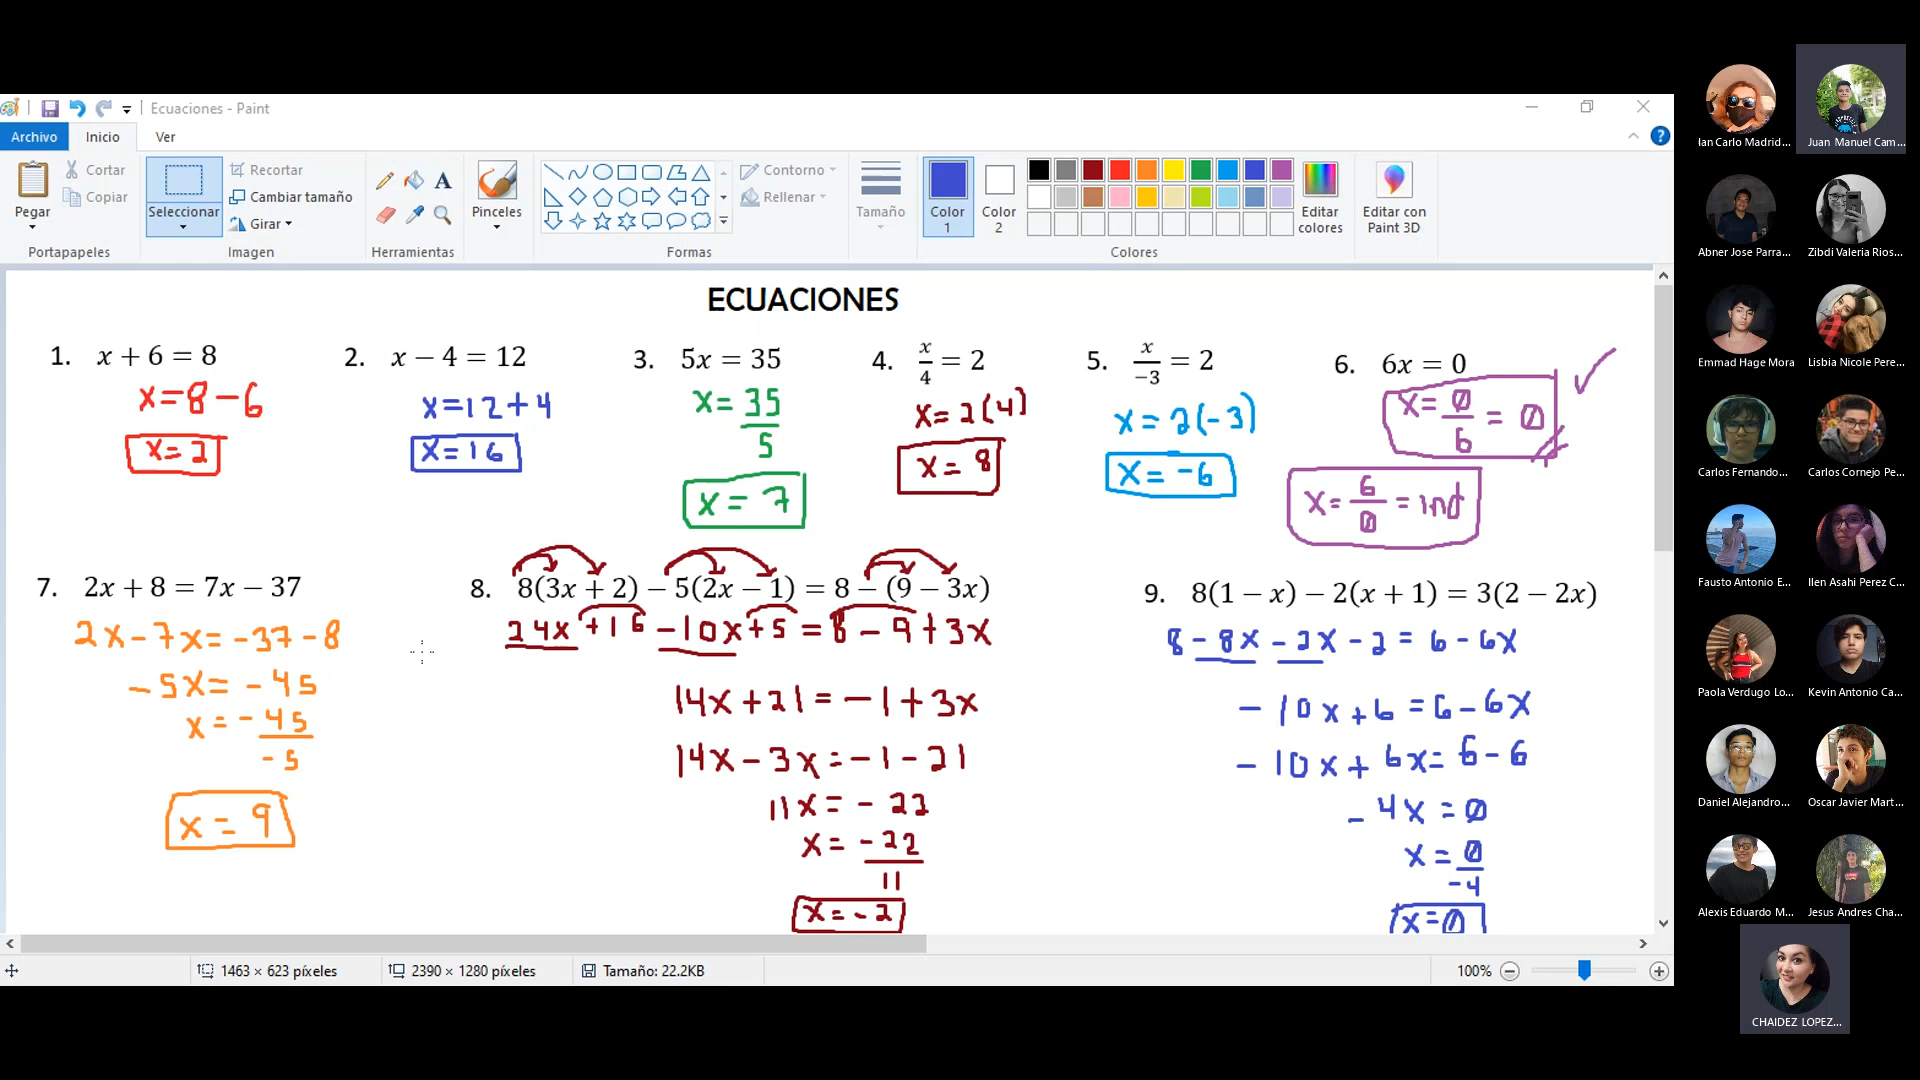 Ecuaciones - Paint
Archivo Inicio Ver
Pegar
Cortar
Copiar
Portapapeles
Seleccionar
Recortar
Cambiar tamaño
Girar
Imagen
Herramientas
Pinceles
Formas
Contorno
Rellenar
Tamaño
Color 1
Color 2
Colores
Editar colores
Editar con Paint 3D
ECUACIONES
1. x + 6 = 8
x=8-6
x=2
2. x − 4 = 12
x=12+4
x=16
3. 5x = 35
x=35/5
x=7
4. x/4 = 2
x=2(4)
x=8
5. x/−3 = 2
x=2(-3)
x=-6
6. 6x = 0
x=0/6=0
x=6/0=ind
7. 2x + 8 = 7x − 37
2x-7x=-37-8
-5x=-45
x=-45/-5
x=9
8. 8(3x + 2) − 5(2x − 1) = 8 − (9 − 3x)
24x+16-10x+5=8-9+3x
14x+21=-1+3x
14x-3x=-1-21
11x=-22
x=-22/11
x=-2
9. 8(1 − x) − 2(x + 1) = 3(2 − 2x)
8-8x-2x-2=6-6x
-10x+6=6-6x
-10x+6x=6-6
-4x=0
x=0/-4
x=0
1463 × 623 píxeles
2390 × 1280 píxeles
Tamaño: 22.2KB
100%
Ian Carlo Madrid...
Juan Manuel Cam...
Abner Jose Parra...
Zibdi Valeria Rios...
Emmad Hage Mora
Lisbia Nicole Pere...
Carlos Fernando...
Carlos Cornejo Pe...
Fausto Antonio E...
Ilen Asahi Perez C...
Paola Verdugo Lo...
Kevin Antonio Ca...
Daniel Alejandro...
Oscar Javier Mart...
Alexis Eduardo M...
Jesus Andres Cha...
CHAIDEZ LOPEZ...